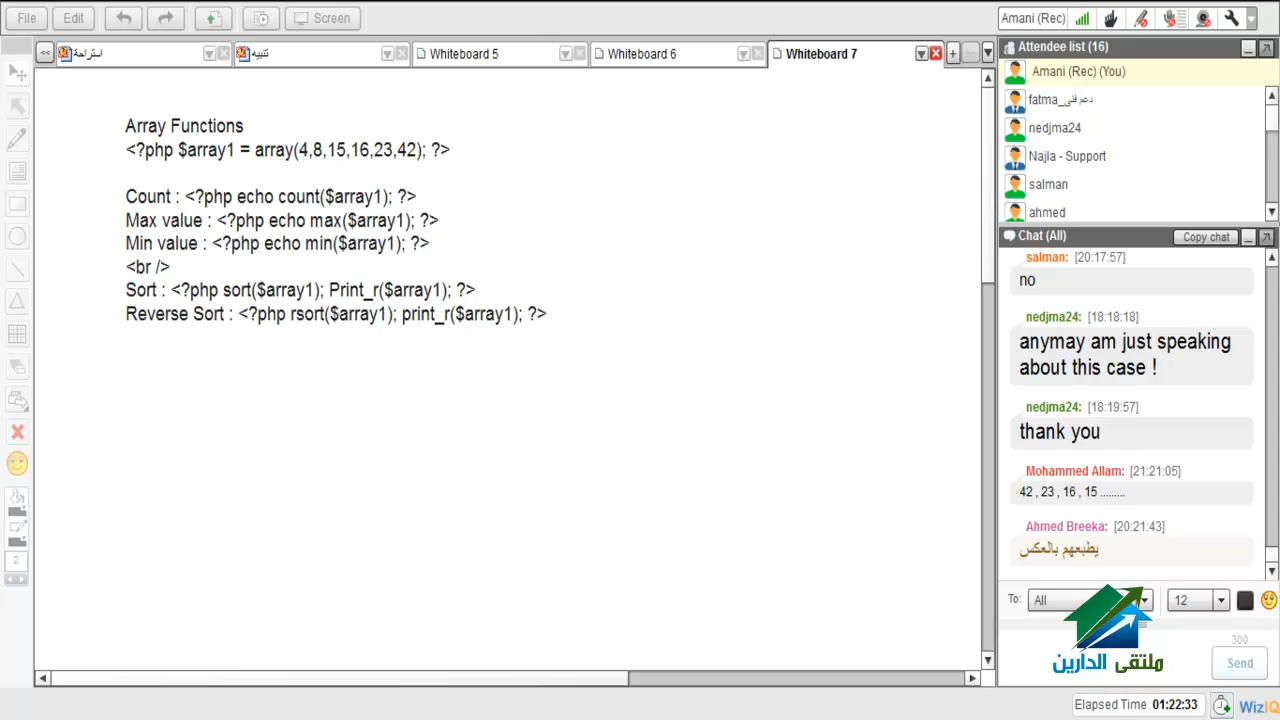 File
Edit
Screen
Amani (Rec)
<<
استراحة
تنبيه
Whiteboard 5
Whiteboard 6
Whiteboard 7
Array Functions
<?php $array1 = array(4,8,15,16,23,42); ?>
Count : <?php echo count($array1); ?>
Max value : <?php echo max($array1); ?>
Min value : <?php echo min($array1); ?>
<br />
Sort : <?php sort($array1); Print_r($array1); ?>
Reverse Sort : <?php rsort($array1); print_r($array1); ?>
2
Attendee list (16)
Amani (Rec) (You)
fatma_دعم فنى
nedjma24
Najla - Support
salman
ahmed
Chat (All)
Copy chat
salman: [20:17:57]
no
nedjma24: [18:18:18]
anymay am just speaking
about this case !
nedjma24: [18:19:57]
thank you
Mohammed Allam: [21:21:05]
42 , 23 , 16 , 15 .........
Ahmed Breeka: [20:21:43]
يطبعهم بالعكس
To:
All
12
300
ملتقى الدارين
Send
Elapsed Time 01:22:33
WizIQ